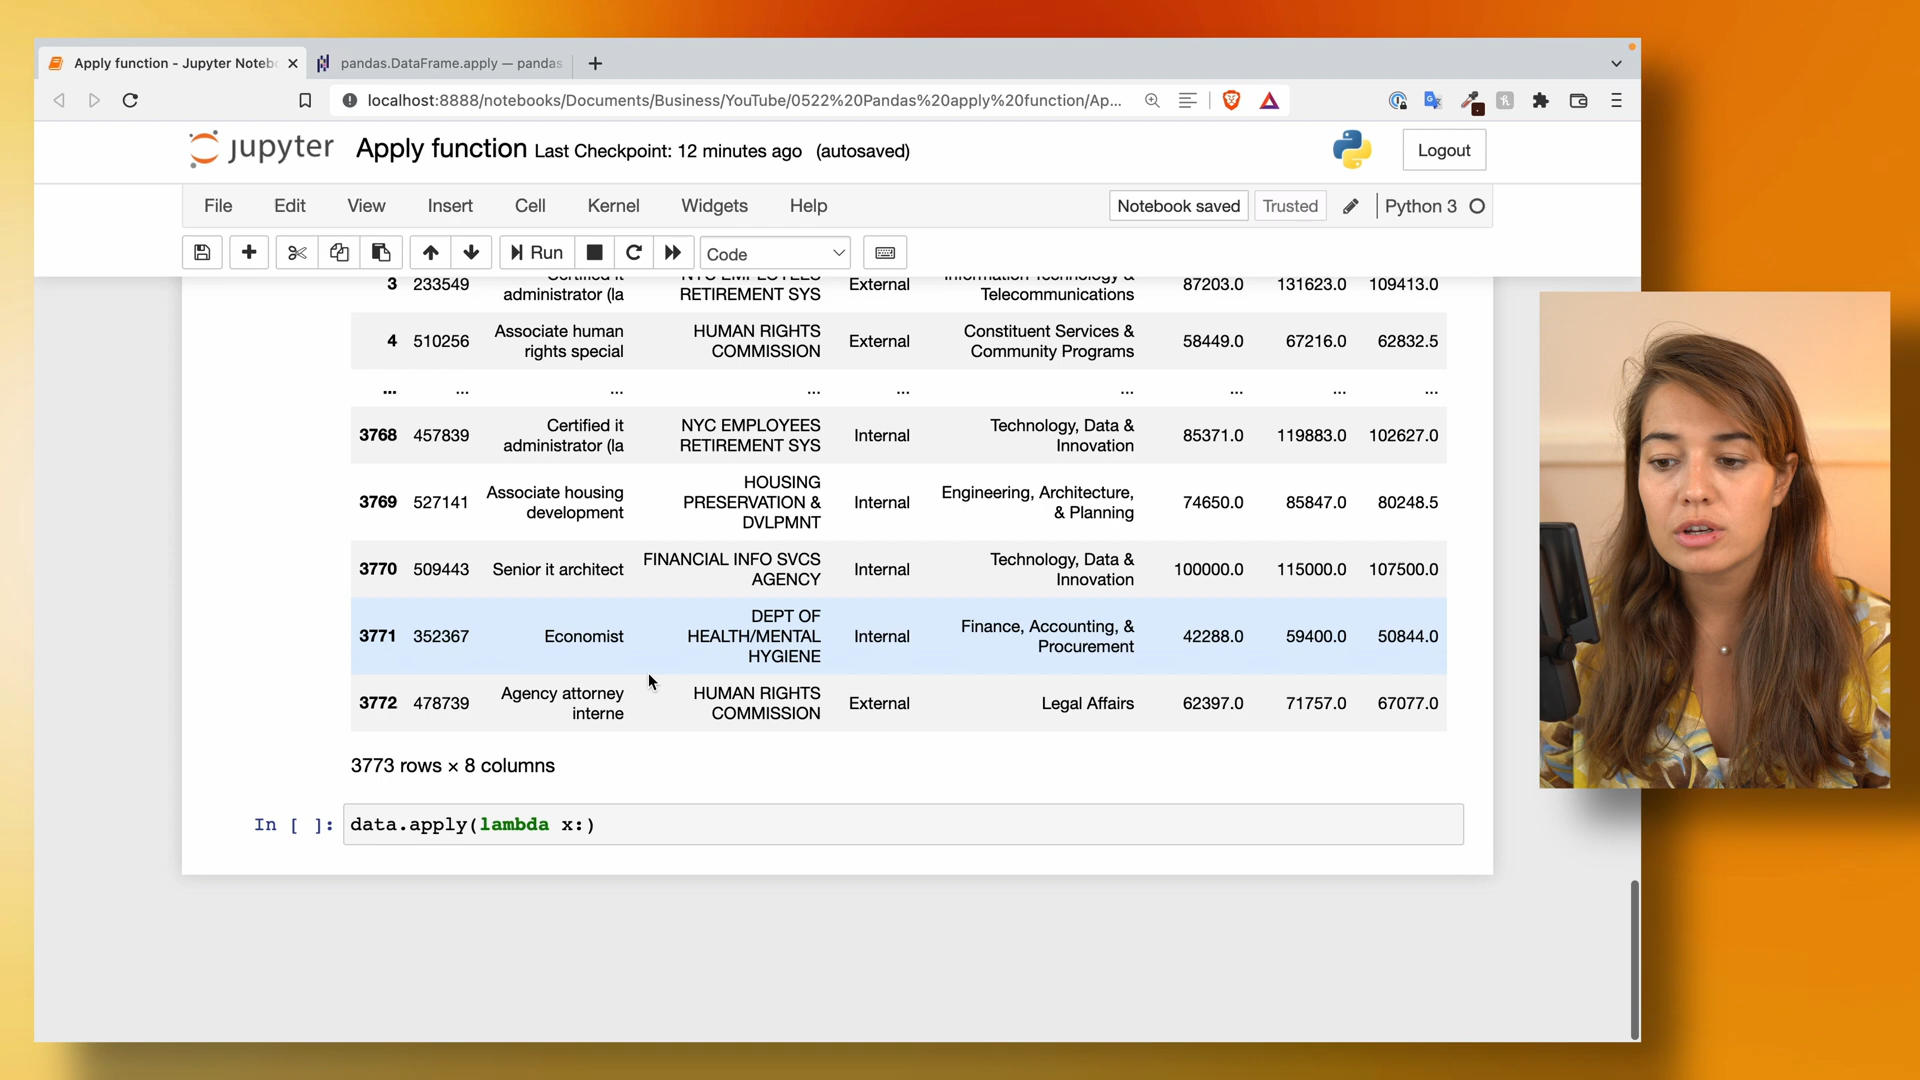 Apply function - Jupyter Noteb
pandas.DataFrame.apply — pandas
localhost:8888/notebooks/Documents/Business/YouTube/0522%20Pandas%20apply%20function/Ap...
jupyter Apply function Last Checkpoint: 12 minutes ago (autosaved)
Logout
File Edit View Insert Cell Kernel Widgets Help
Notebook saved Trusted Python 3
Run Code
3 233549 Certified it administrator (la NYC EMPLOYEES RETIREMENT SYS External Information Technology & Telecommunications 87203.0 131623.0 109413.0
4 510256 Associate human rights special HUMAN RIGHTS COMMISSION External Constituent Services & Community Programs 58449.0 67216.0 62832.5
... ... ... ... ... ... ... ... ...
3768 457839 Certified it administrator (la NYC EMPLOYEES RETIREMENT SYS Internal Technology, Data & Innovation 85371.0 119883.0 102627.0
3769 527141 Associate housing development HOUSING PRESERVATION & DVLPMNT Internal Engineering, Architecture, & Planning 74650.0 85847.0 80248.5
3770 509443 Senior it architect FINANCIAL INFO SVCS AGENCY Internal Technology, Data & Innovation 100000.0 115000.0 107500.0
3771 352367 Economist DEPT OF HEALTH/MENTAL HYGIENE Internal Finance, Accounting, & Procurement 42288.0 59400.0 50844.0
3772 478739 Agency attorney interne HUMAN RIGHTS COMMISSION External Legal Affairs 62397.0 71757.0 67077.0
3773 rows × 8 columns
In [ ]: data.apply(lambda x:)